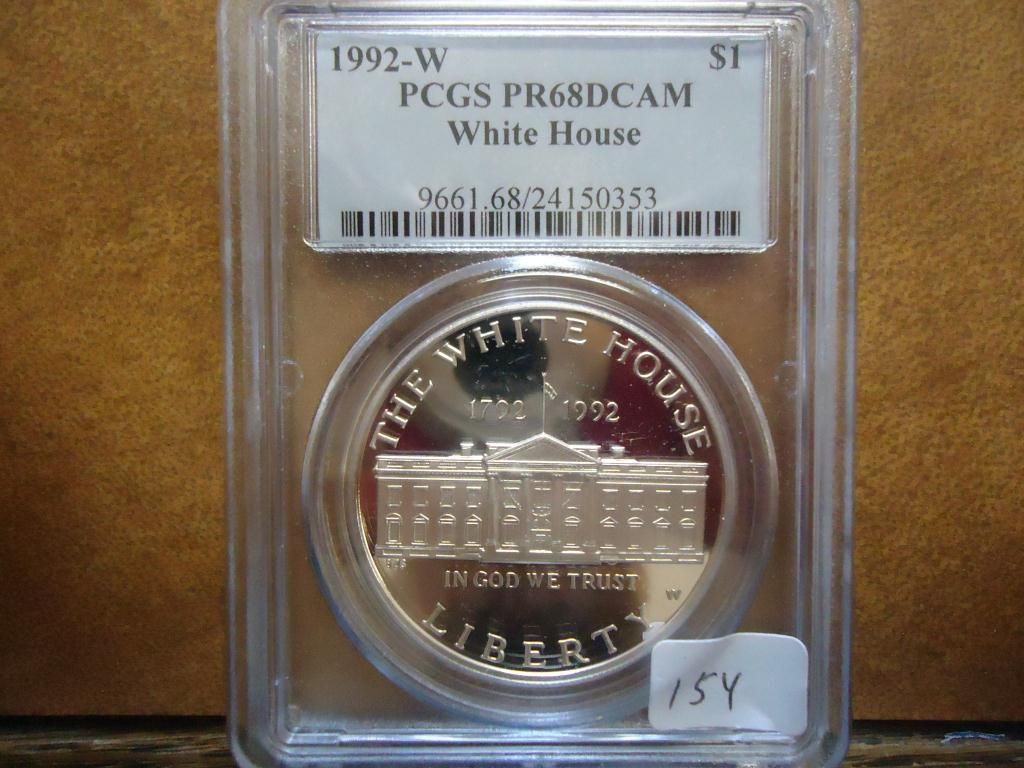 1992-W $1
PCGS PR68DCAM
White House
9661.68/24150353
THE WHITE HOUSE
1792 1992
IN GOD WE TRUST
W
LIBERTY
154